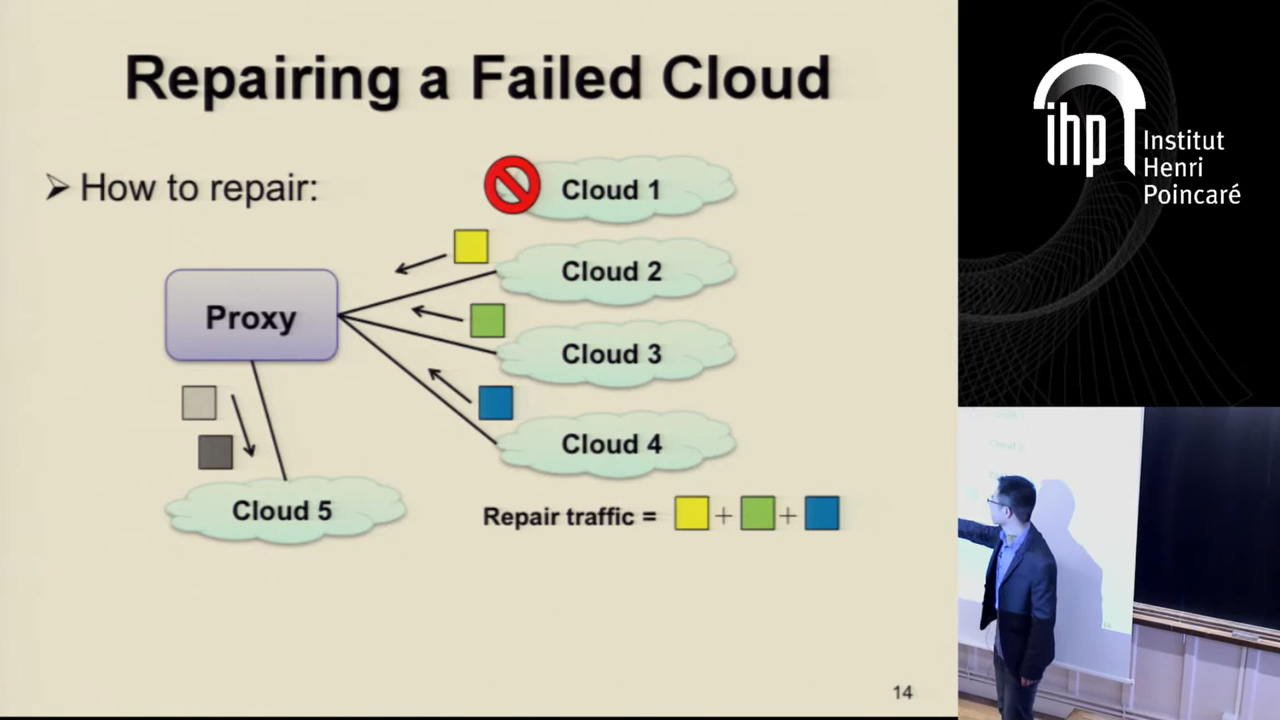 Repairing a Failed Cloud
➢ How to repair:
Cloud 1
Cloud 2
Proxy
Cloud 3
Cloud 4
Cloud 5
Repair traffic = + +
14
ihp Institut
Henri
Poincaré